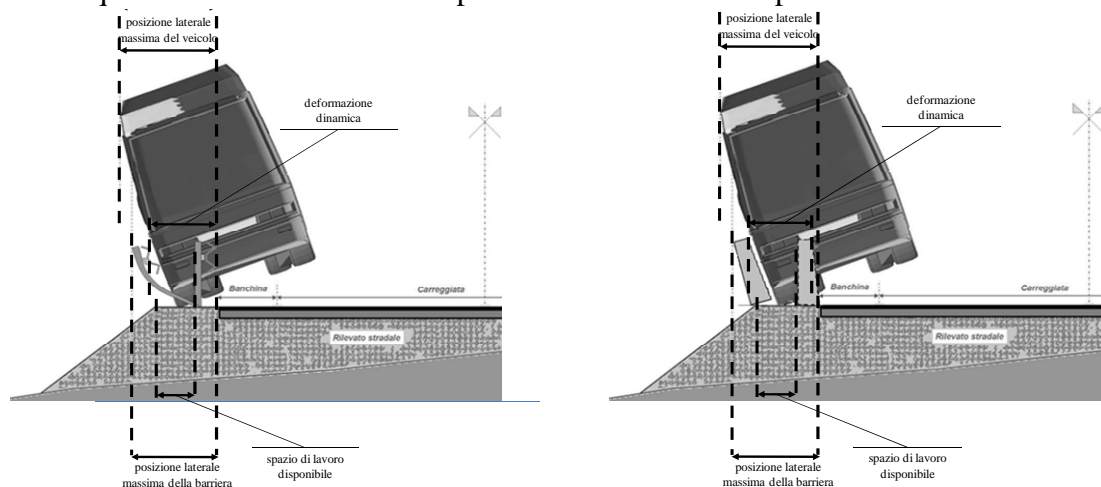 posizione laterale
massima del veicolo
deformazione
dinamica
Banchina
Carreggiata
Rilevato stradale
spazio di lavoro
disponibile
posizione laterale
massima della barriera
posizione laterale
massima del veicolo
deformazione
dinamica
Banchina
Carreggiata
Rilevato stradale
spazio di lavoro
disponibile
posizione laterale
massima della barriera